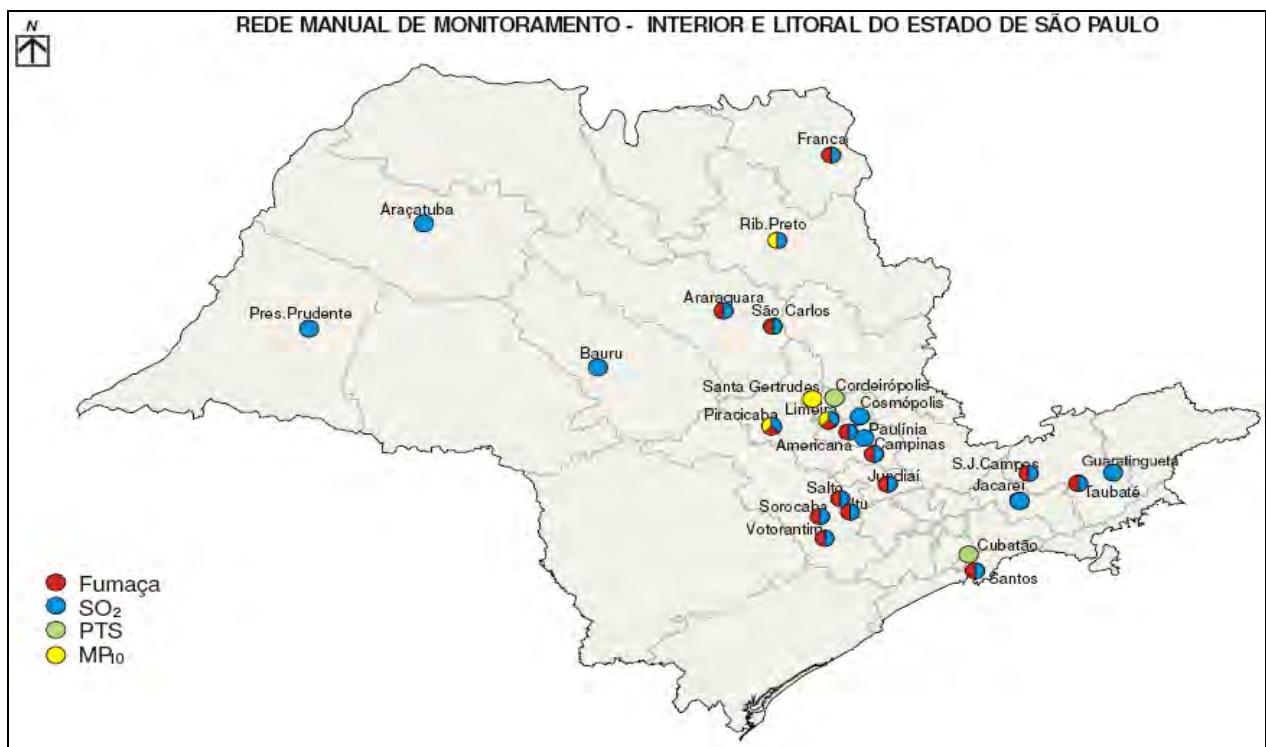 REDE MANUAL DE MONITORAMENTO - INTERIOR E LITORAL DO ESTADO DE SÃO PAULO
N
Franca
Araçatuba
Rib.Preto
Araraquara
São Carlos
Pres.Prudente
Bauru
Santa Gertrudes
Cordeirópolis
Limeira
Cosmópolis
Piracicaba
Paulínia
Americana
Campinas
Jundiaí
S.J.Campos
Guaratinguetá
Jacareí
Taubaté
Salto
Itu
Sorocaba
Votorantim
Cubatão
Santos
Fumaça
SO₂
PTS
MP₁₀